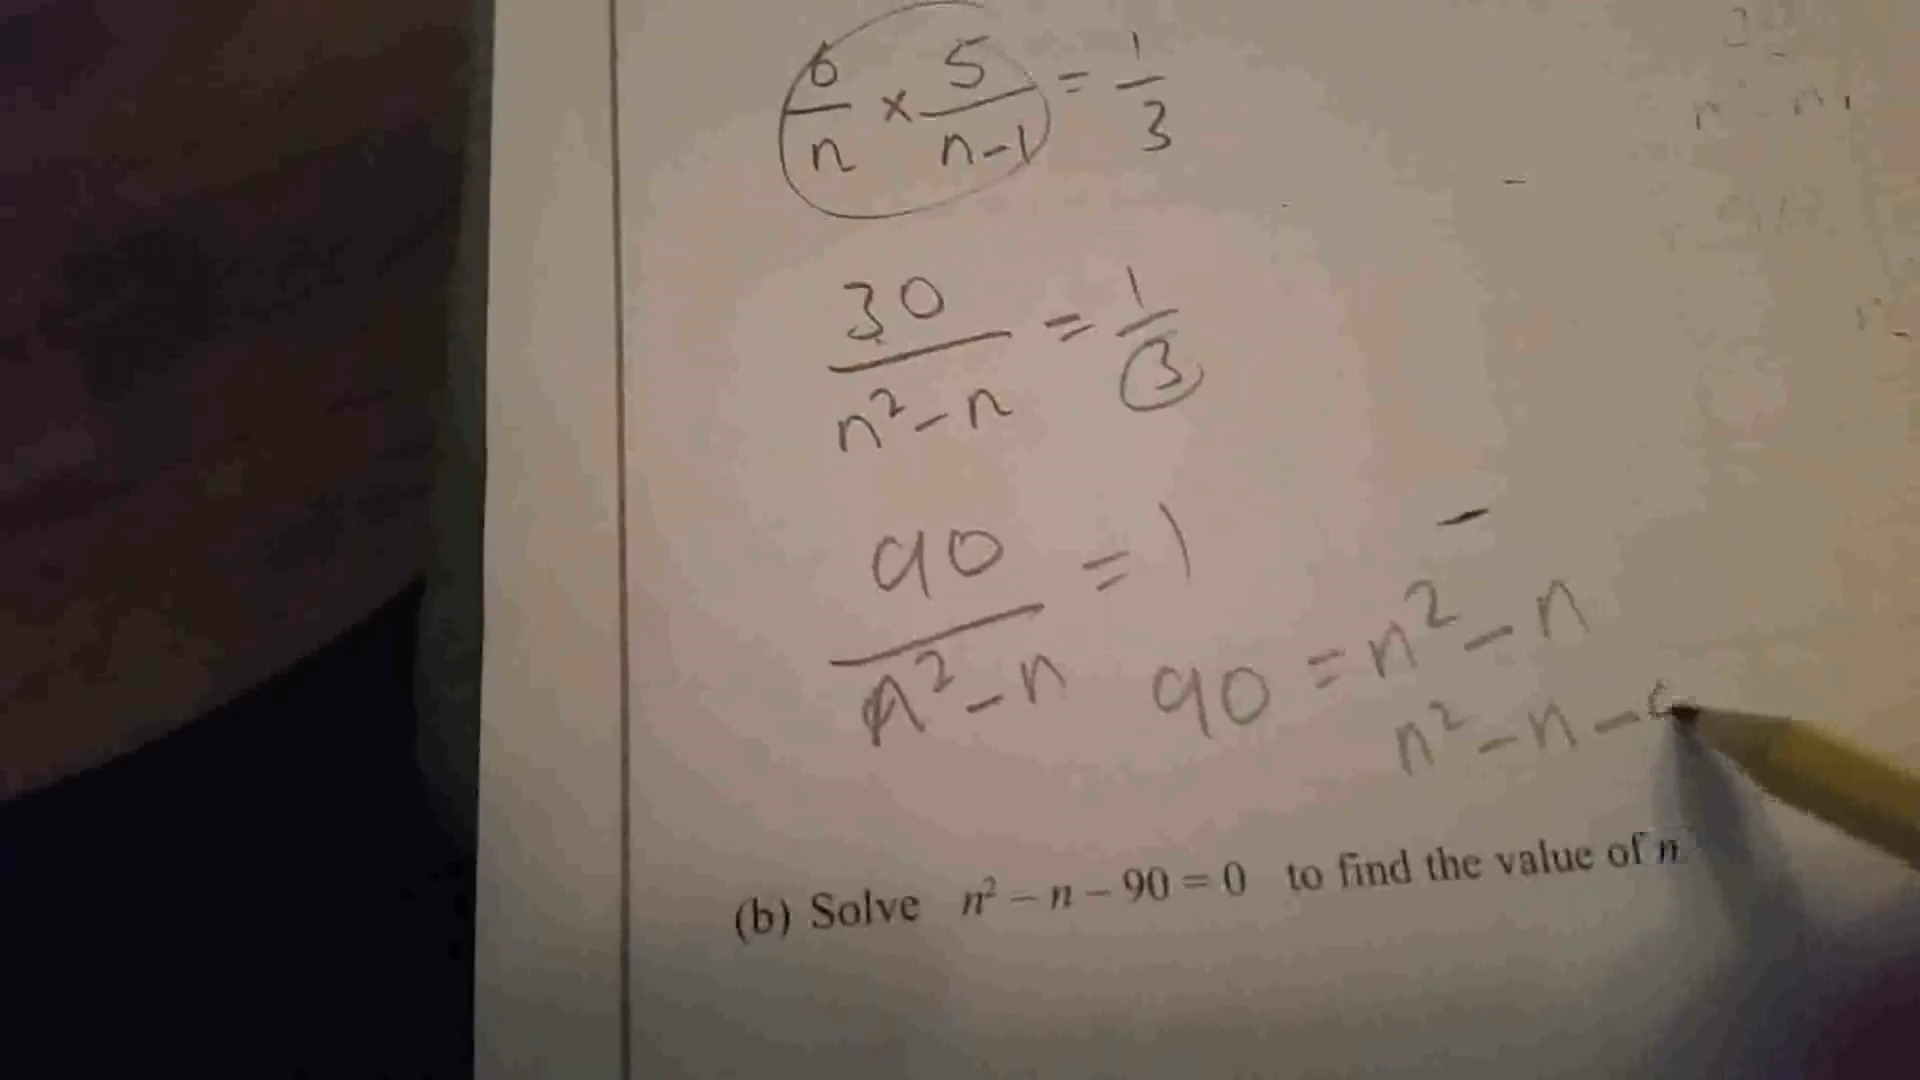 6/n × 5/n-1 = 1/3
30/n²-n = 1/3
90/n²-n = 1
90 = n² - n
n² - n -
(b) Solve n² – n – 90 = 0 to find the value of n